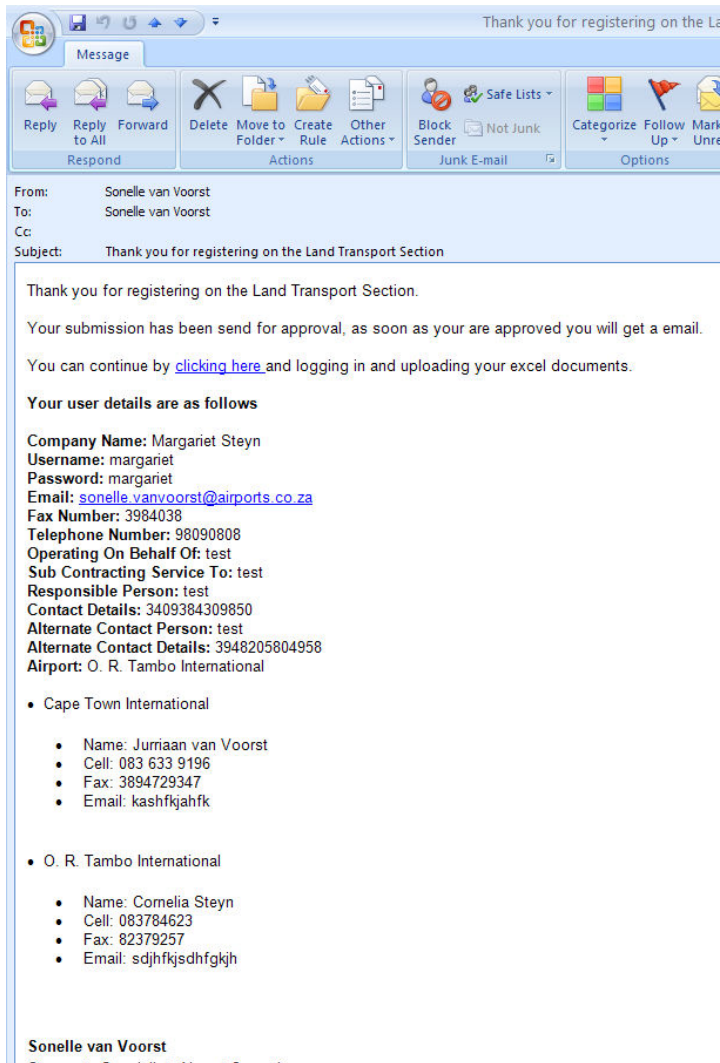 Thank you for registering on the La
Message
Reply Reply to All Forward Delete Move to Folder Create Rule Other Actions Block Sender Safe Lists Not Junk Categorize Follow Up Mark Unre
Respond Actions Junk E-mail Options
From: Sonelle van Voorst
To: Sonelle van Voorst
Cc:
Subject: Thank you for registering on the Land Transport Section
Thank you for registering on the Land Transport Section.
Your submission has been send for approval, as soon as your are approved you will get a email.
You can continue by clicking here and logging in and uploading your excel documents.
Your user details are as follows
Company Name: Margariet Steyn
Username: margariet
Password: margariet
Email: sonelle.vanvoorst@airports.co.za
Fax Number: 3984038
Telephone Number: 98090808
Operating On Behalf Of: test
Sub Contracting Service To: test
Responsible Person: test
Contact Details: 3409384309850
Alternate Contact Person: test
Alternate Contact Details: 3948205804958
Airport: O. R. Tambo International
• Cape Town International
• Name: Jurriaan van Voorst
• Cell: 083 633 9196
• Fax: 3894729347
• Email: kashfkjahfk
• O. R. Tambo International
• Name: Cornelia Steyn
• Cell: 083784623
• Fax: 82379257
• Email: sdjhfkjsdhfgkjh
Sonelle van Voorst